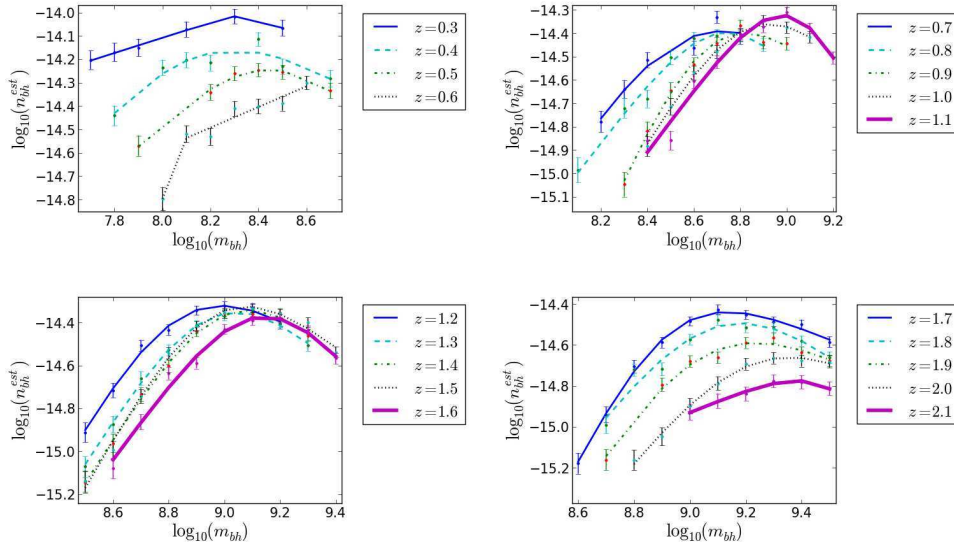 −14.0
−14.1
−14.2
−14.3
−14.4
−14.5
−14.6
−14.7
−14.8
log₁₀(n_bh^est)
7.8 8.0 8.2 8.4 8.6
log₁₀(m_bh)
z=0.3
z=0.4
z=0.5
z=0.6
−14.3
−14.4
−14.5
−14.6
−14.7
−14.8
−14.9
−15.0
−15.1
log₁₀(n_bh^est)
8.2 8.4 8.6 8.8 9.0 9.2
log₁₀(m_bh)
z=0.7
z=0.8
z=0.9
z=1.0
z=1.1
−14.4
−14.6
−14.8
−15.0
−15.2
log₁₀(n_bh^est)
8.6 8.8 9.0 9.2 9.4
log₁₀(m_bh)
z=1.2
z=1.3
z=1.4
z=1.5
z=1.6
−14.4
−14.6
−14.8
−15.0
−15.2
log₁₀(n_bh^est)
8.6 8.8 9.0 9.2 9.4
log₁₀(m_bh)
z=1.7
z=1.8
z=1.9
z=2.0
z=2.1